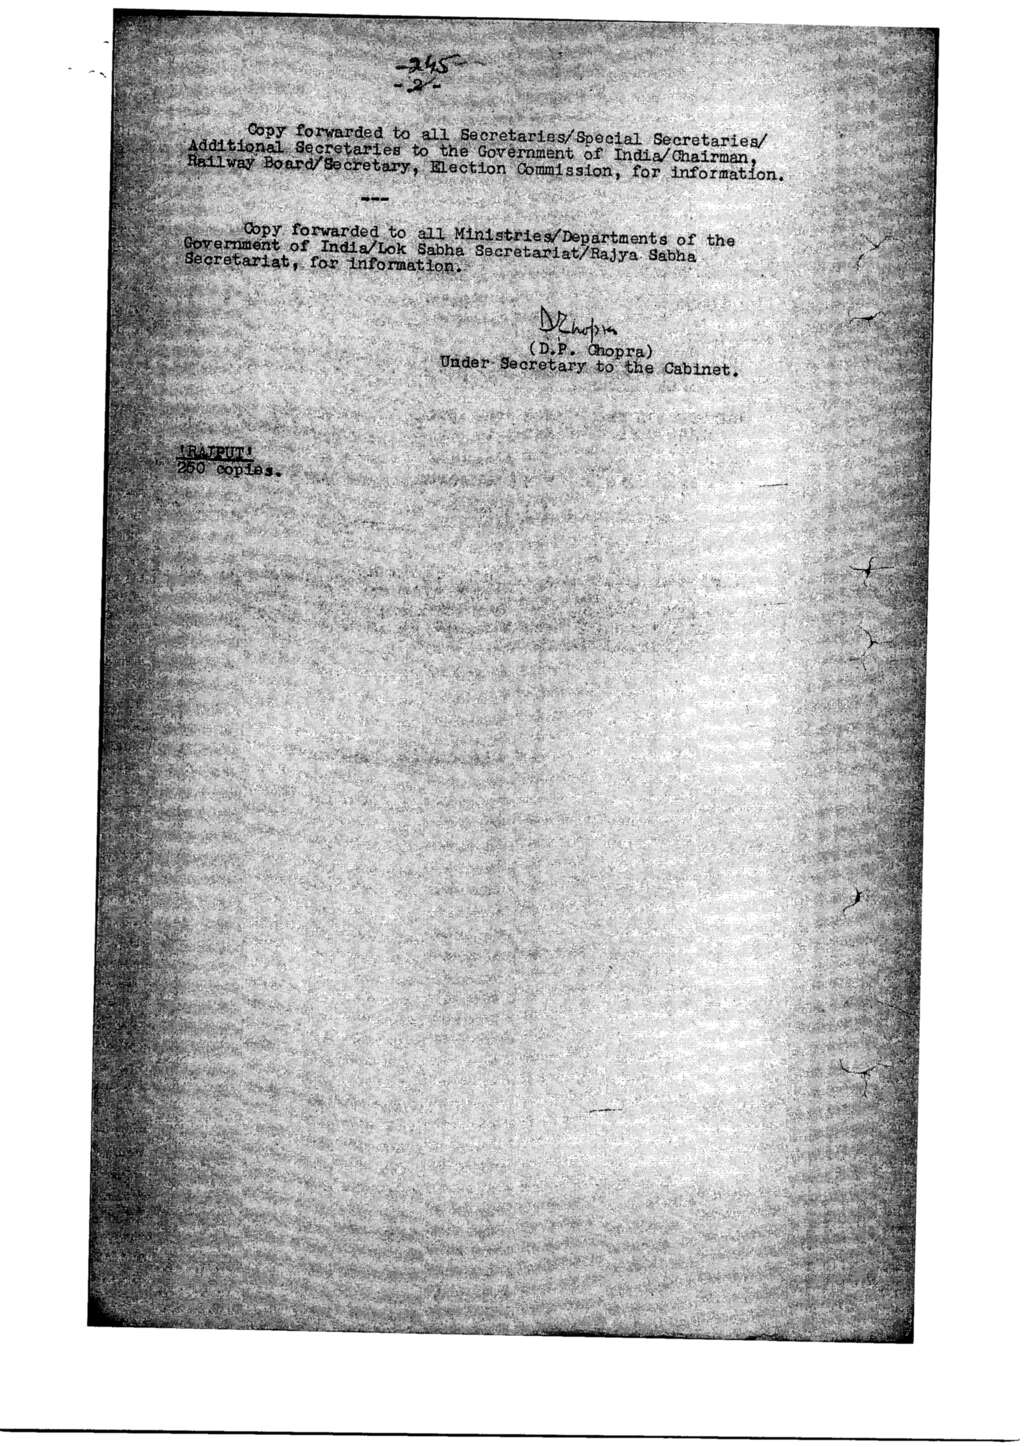 -245-
-2-
Copy forwarded to all Secretaries/Special Secretaries/
Additional Secretaries to the Government of India/Chairman,
Railway Board/Secretary, Election Commission, for information.
---
Copy forwarded to all Ministries/Departments of the
Government of India/Lok Sabha Secretariat/Rajya Sabha
Secretariat, for information.
DChopra
(D.P. Chopra)
Under Secretary to the Cabinet.
'RAJPUT'
250 copies.